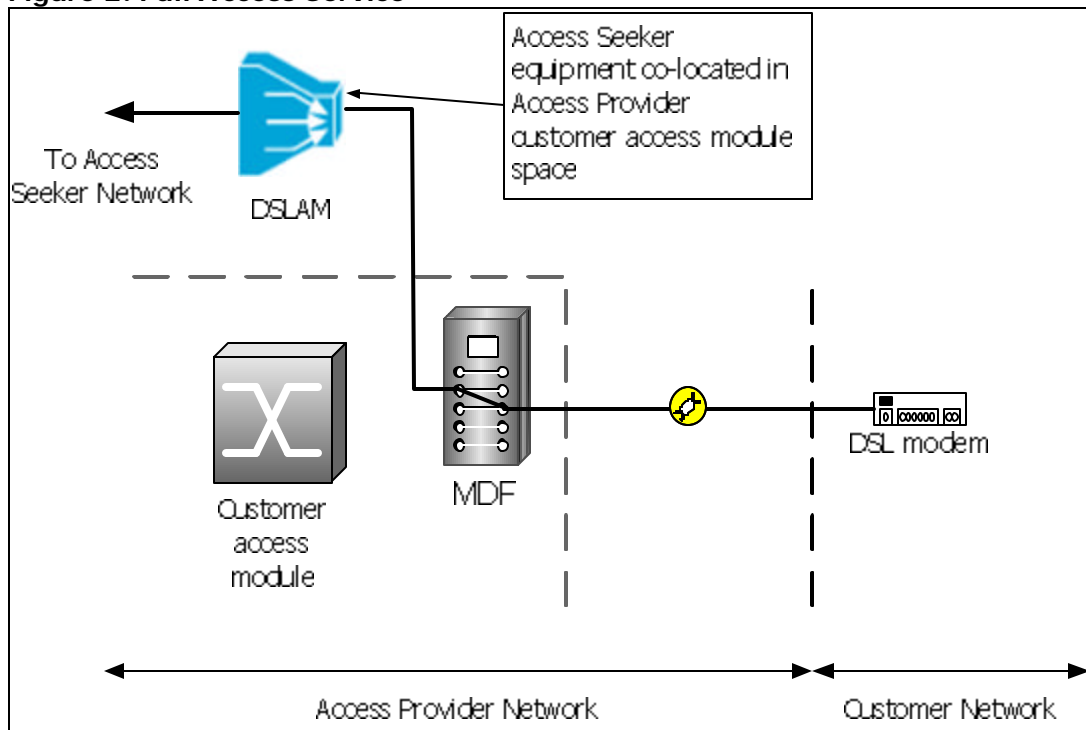 Access Seeker
equipment co-located in
Access Provider
customer access module
space
To Access
Seeker Network
DSLAM
Customer
access
module
MDF
DSL modem
Access Provider Network
Customer Network